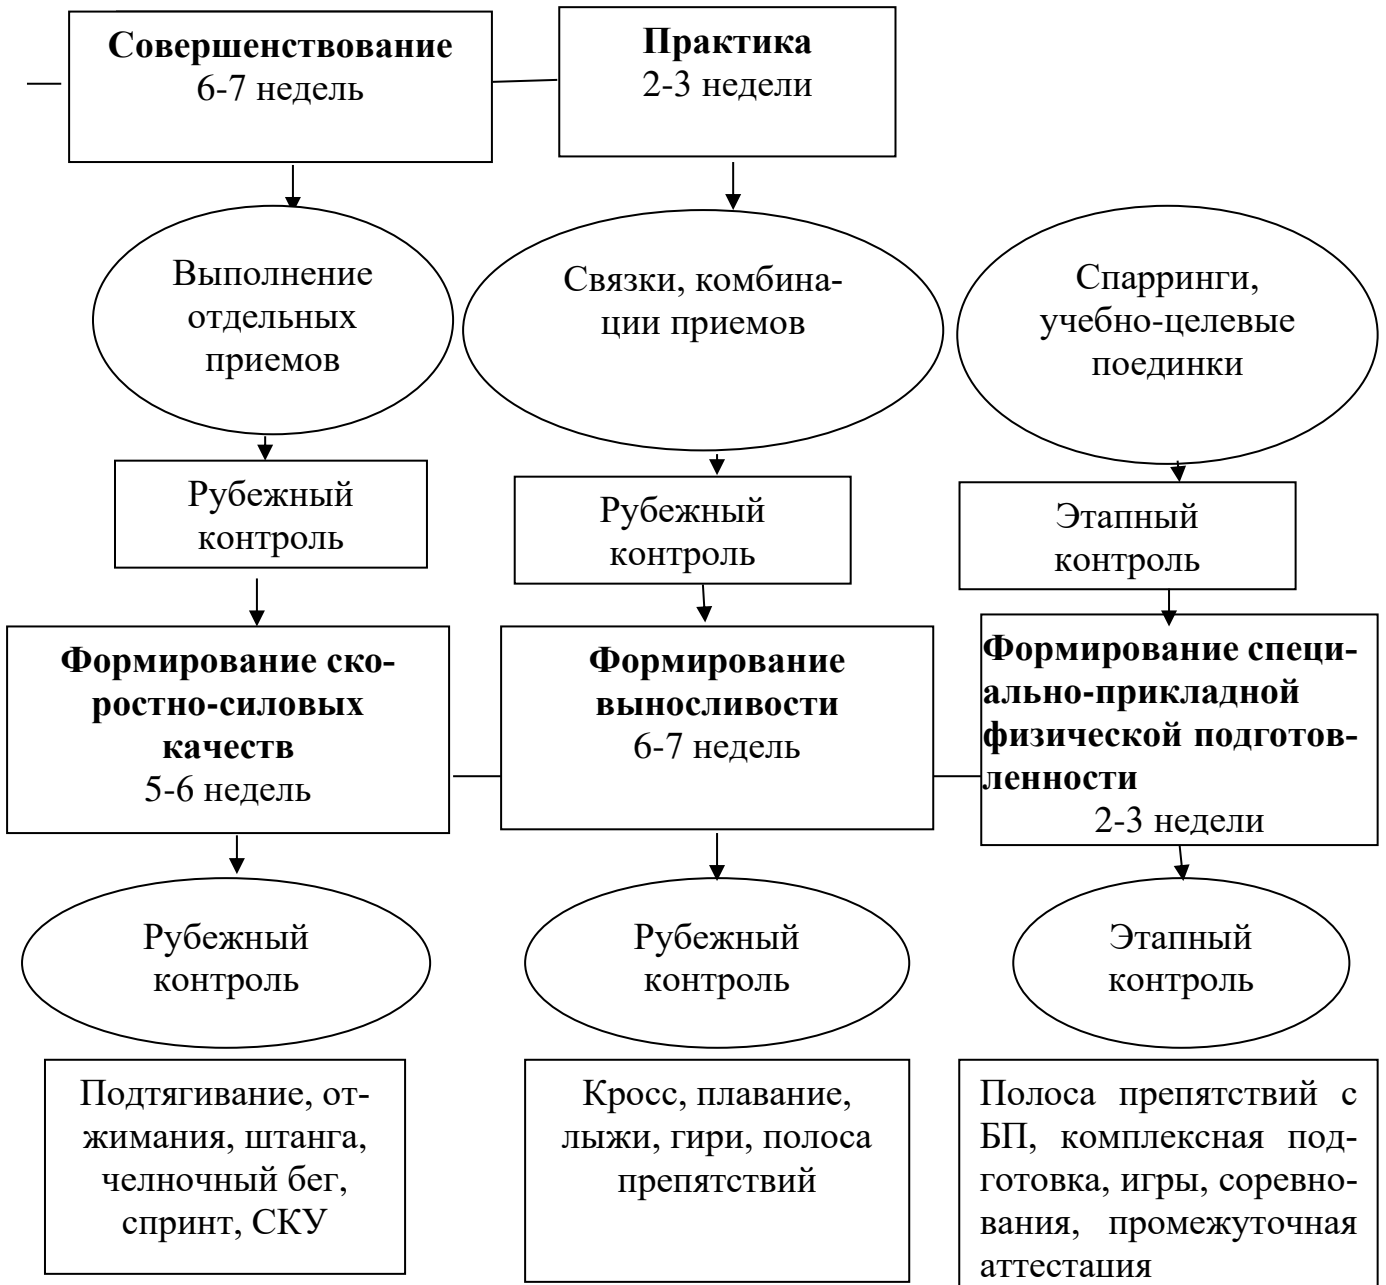 Совершенствование
6-7 недель
Практика
2-3 недели
Выполнение
отдельных
приемов
Связки, комбина-
ции приемов
Спарринги,
учебно-целевые
поединки
Рубежный
контроль
Рубежный
контроль
Этапный
контроль
Формирование ско-
ростно-силовых
качеств
5-6 недель
Формирование
выносливости
6-7 недель
Формирование специ-
ально-прикладной
физической подготов-
ленности
2-3 недели
Рубежный
контроль
Рубежный
контроль
Этапный
контроль
Подтягивание, от-
жимания, штанга,
челночный бег,
спринт, СКУ
Кросс, плавание,
лыжи, гири, полоса
препятствий
Полоса препятствий с
БП, комплексная под-
готовка, игры, соревно-
вания, промежуточная
аттестация